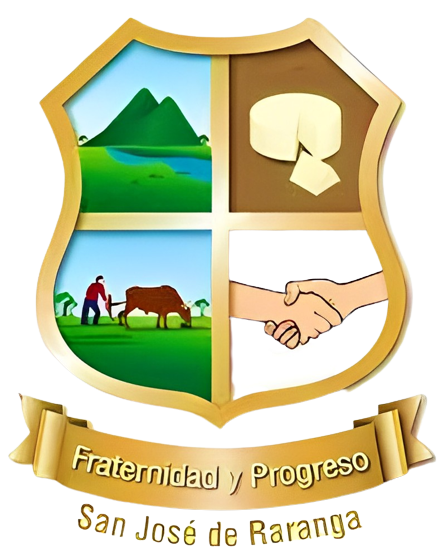 Fraternidad y Progreso
San José de Raranga